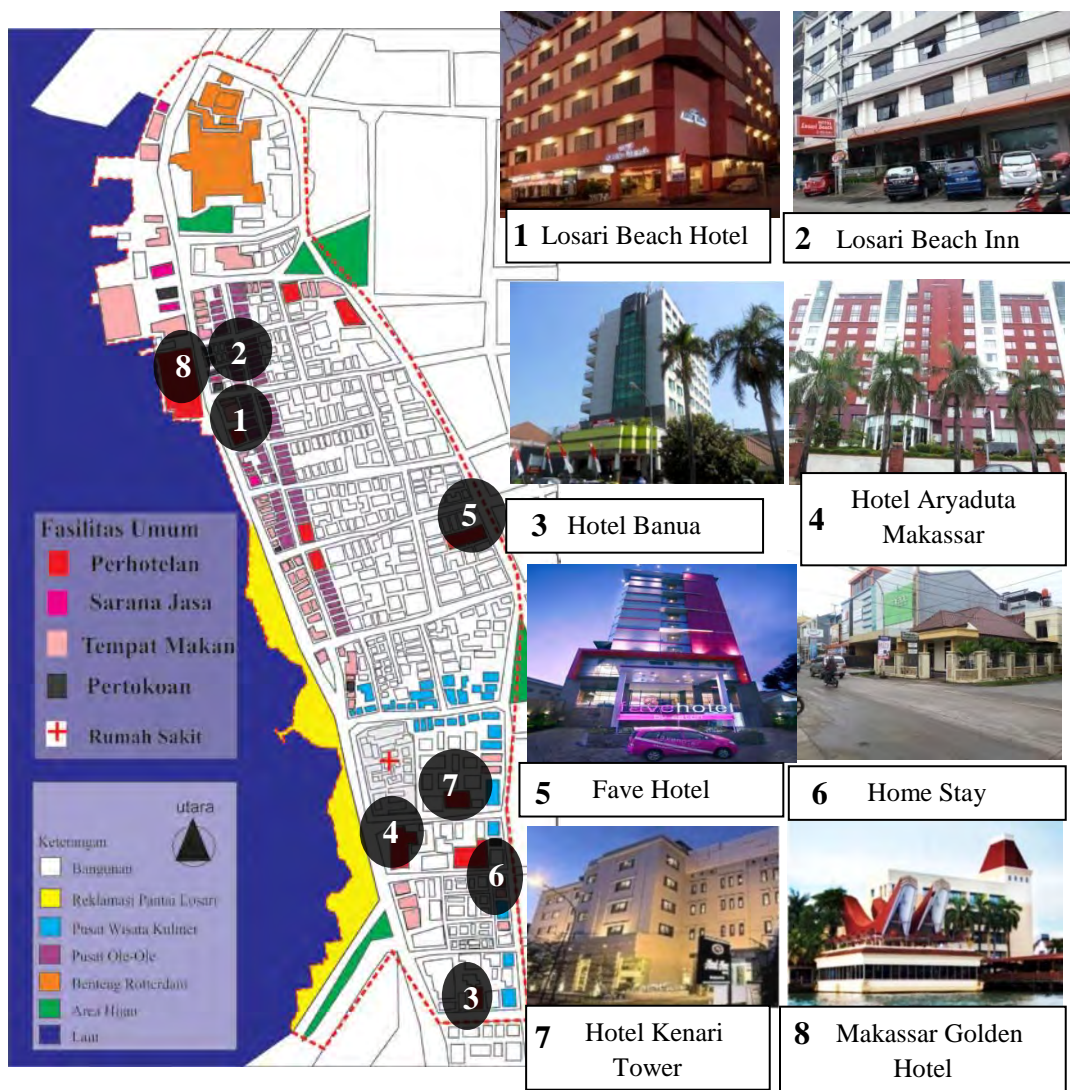 8
2
1
5
7
4
6
3
Fasilitas Umum
Perhotelan
Sarana Jasa
Tempat Makan
Pertokoan
Rumah Sakit
utara
Keterangan
Bangunan
Reklamasi Pantai Losari
Pusat Wisata Kuliner
Pusat Ole-Ole
Benteng Rotterdam
Area Hijau
Laut
1 Losari Beach Hotel
2 Losari Beach Inn
Losari Beach
3 Hotel Banua
4 Hotel Aryaduta
Makassar
favehotel
5 Fave Hotel
6 Home Stay
7 Hotel Kenari
Tower
8 Makassar Golden
Hotel